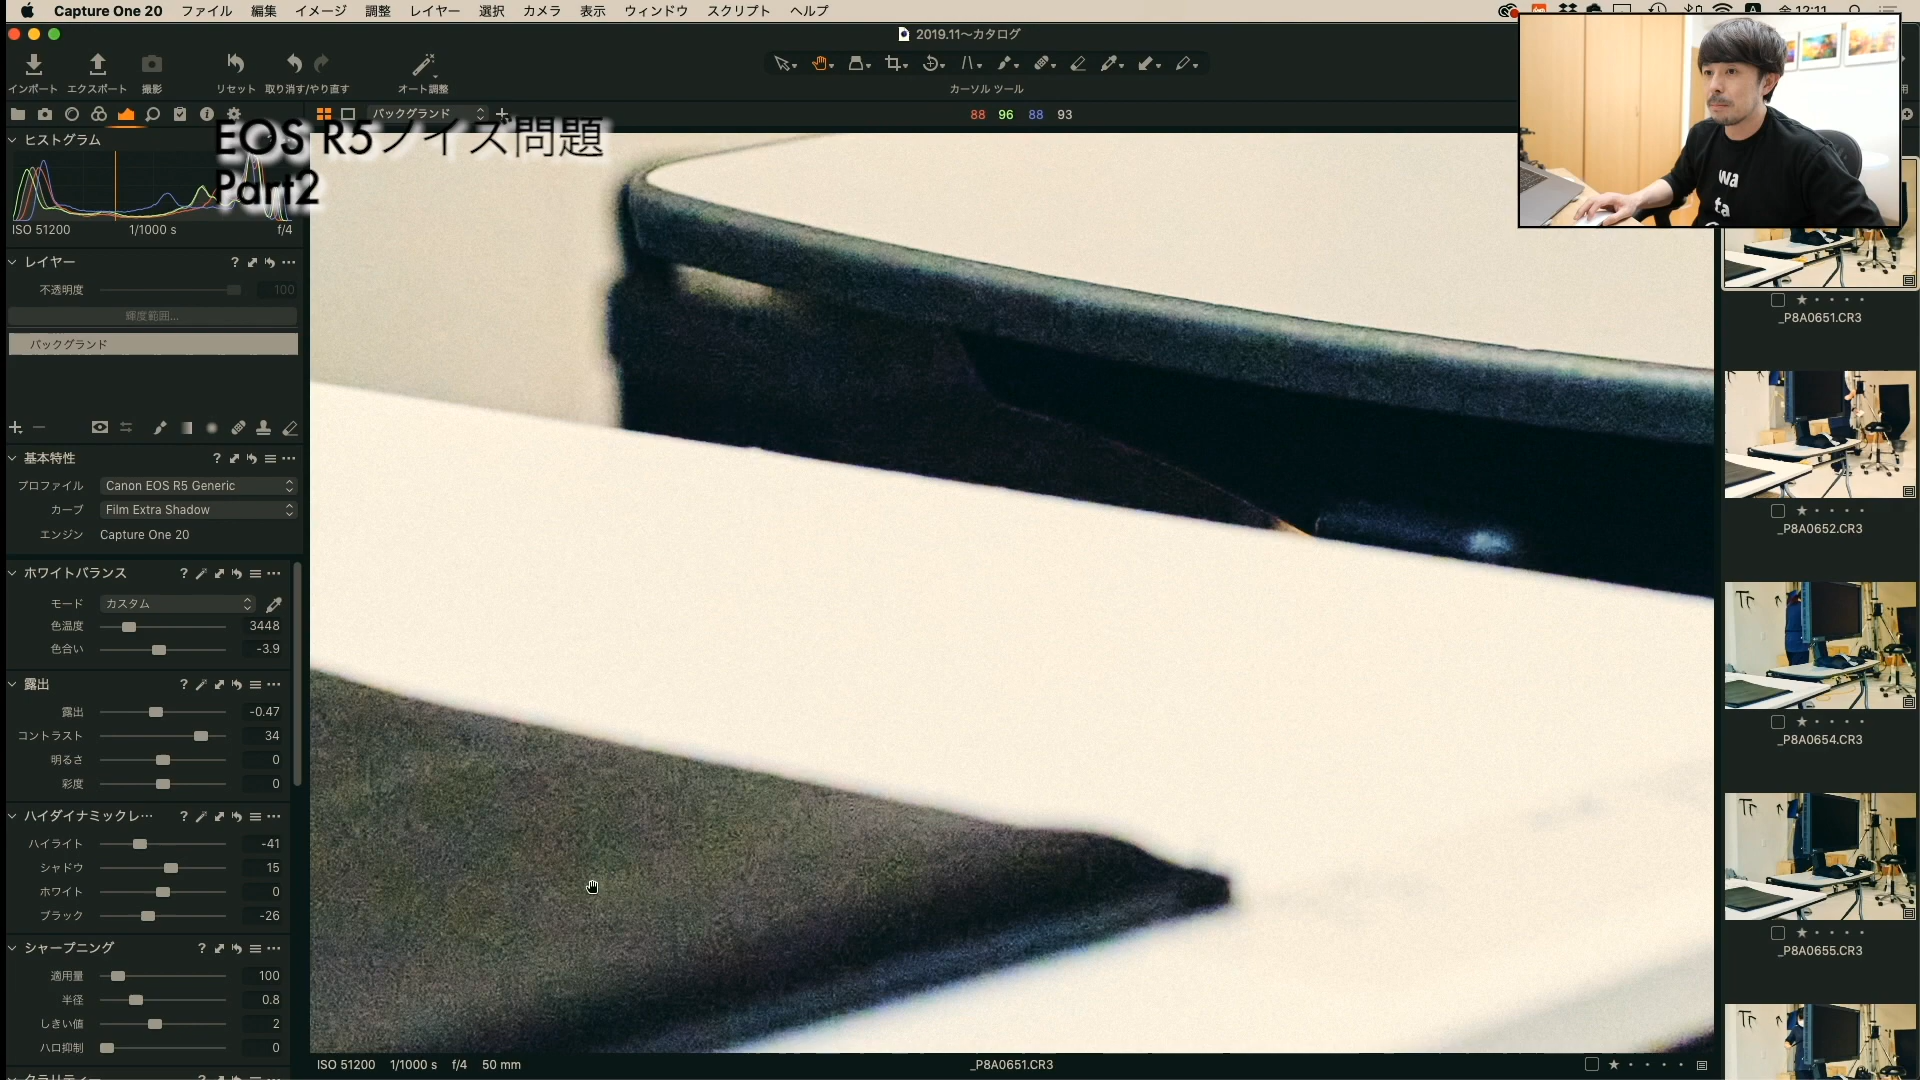 Capture One 20 ファイル 編集 イメージ 調整 レイヤー 選択 カメラ 表示 ウィンドウ スクリプト ヘルプ
2019.11〜カタログ
インポート エクスポート 撮影 リセット 取り消す/やり直す オート調整 カーソル ツール
バックグランド
88 96 88 93
EOS R5ノイズ問題
Part2
ヒストグラム
ISO 51200 1/1000 s f/4
レイヤー
不透明度 100
輝度範囲...
バックグランド
基本特性
プロファイル Canon EOS R5 Generic
カーブ Film Extra Shadow
エンジン Capture One 20
ホワイトバランス
モード カスタム
色温度 3448
色合い -3.9
露出
露出 -0.47
コントラスト 34
明るさ 0
彩度 0
ハイダイナミックレ…
ハイライト -41
シャドウ 15
ホワイト 0
ブラック -26
シャープニング
適用量 100
半径 0.8
しきい値 2
ハロ抑制 0
wa
ta
_P8A0651.CR3
_P8A0652.CR3
_P8A0654.CR3
_P8A0655.CR3
ISO 51200 1/1000 s f/4 50 mm
_P8A0651.CR3